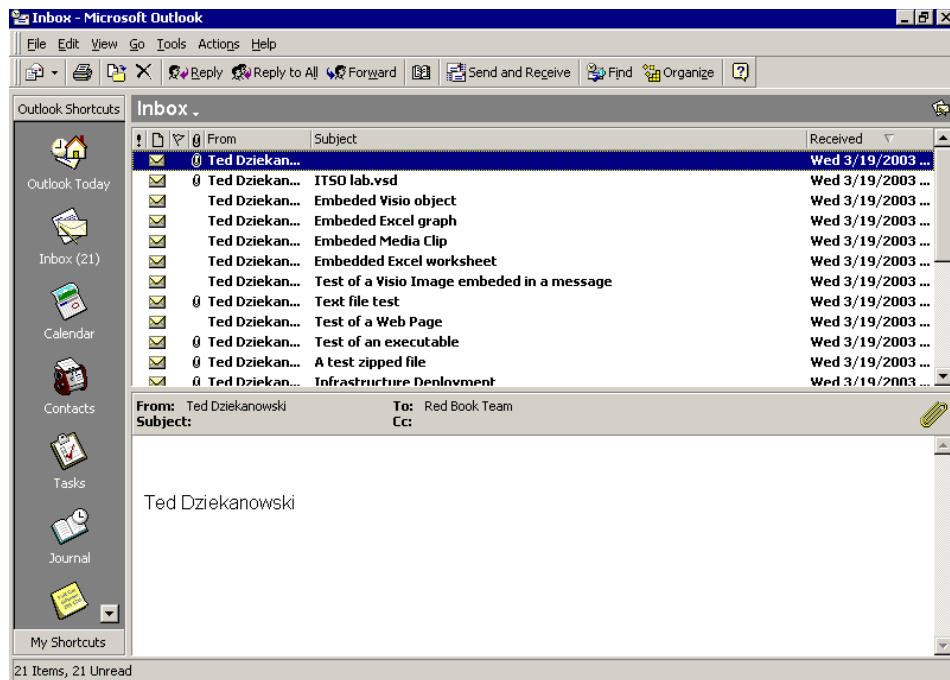 Inbox - Microsoft Outlook
File Edit View Go Tools Actions Help
Reply Reply to All Forward Send and Receive Find Organize
Outlook Shortcuts
Outlook Today
Inbox (21)
Calendar
Contacts
Tasks
Journal
My Shortcuts
Inbox
From Subject Received
Ted Dziekan... Wed 3/19/2003 ...
Ted Dziekan... ITSO lab.vsd Wed 3/19/2003 ...
Ted Dziekan... Embeded Visio object Wed 3/19/2003 ...
Ted Dziekan... Embeded Excel graph Wed 3/19/2003 ...
Ted Dziekan... Embeded Media Clip Wed 3/19/2003 ...
Ted Dziekan... Embedded Excel worksheet Wed 3/19/2003 ...
Ted Dziekan... Test of a Visio Image embeded in a message Wed 3/19/2003 ...
Ted Dziekan... Text file test Wed 3/19/2003 ...
Ted Dziekan... Test of a Web Page Wed 3/19/2003 ...
Ted Dziekan... Test of an executable Wed 3/19/2003 ...
Ted Dziekan... A test zipped file Wed 3/19/2003 ...
Ted Dziekan... Infrastructure Deployment Wed 3/19/2003 ...
From: Ted Dziekanowski To: Red Book Team
Subject: Cc:
Ted Dziekanowski
21 Items, 21 Unread